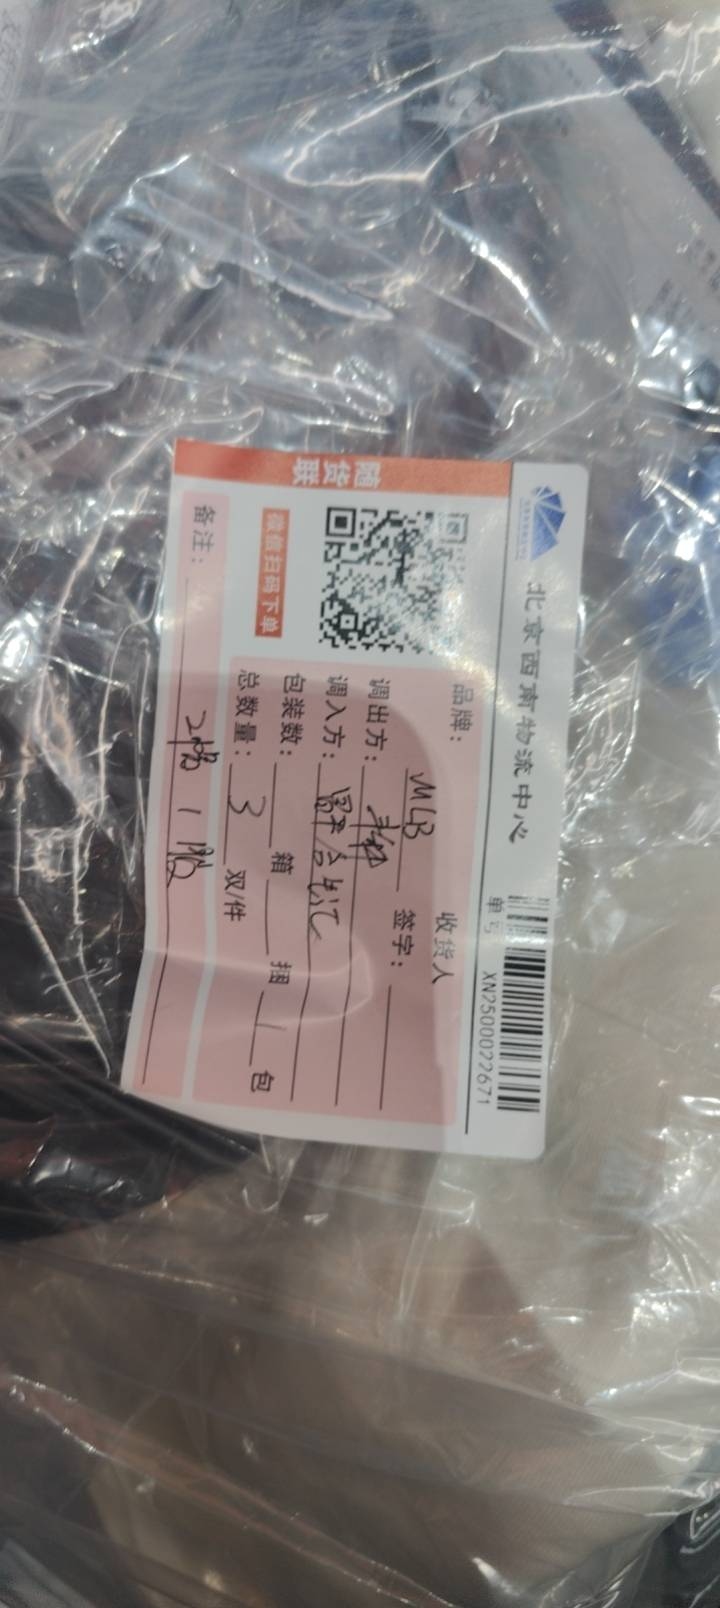 北京西南物流中心
单号 XN2500022671
随货联
微信扫码下单
品牌： MLB
收货人
签字：
调出方：
调入方：
包装数： 箱 捆 1 包
总数量： 3 双/件
备注：